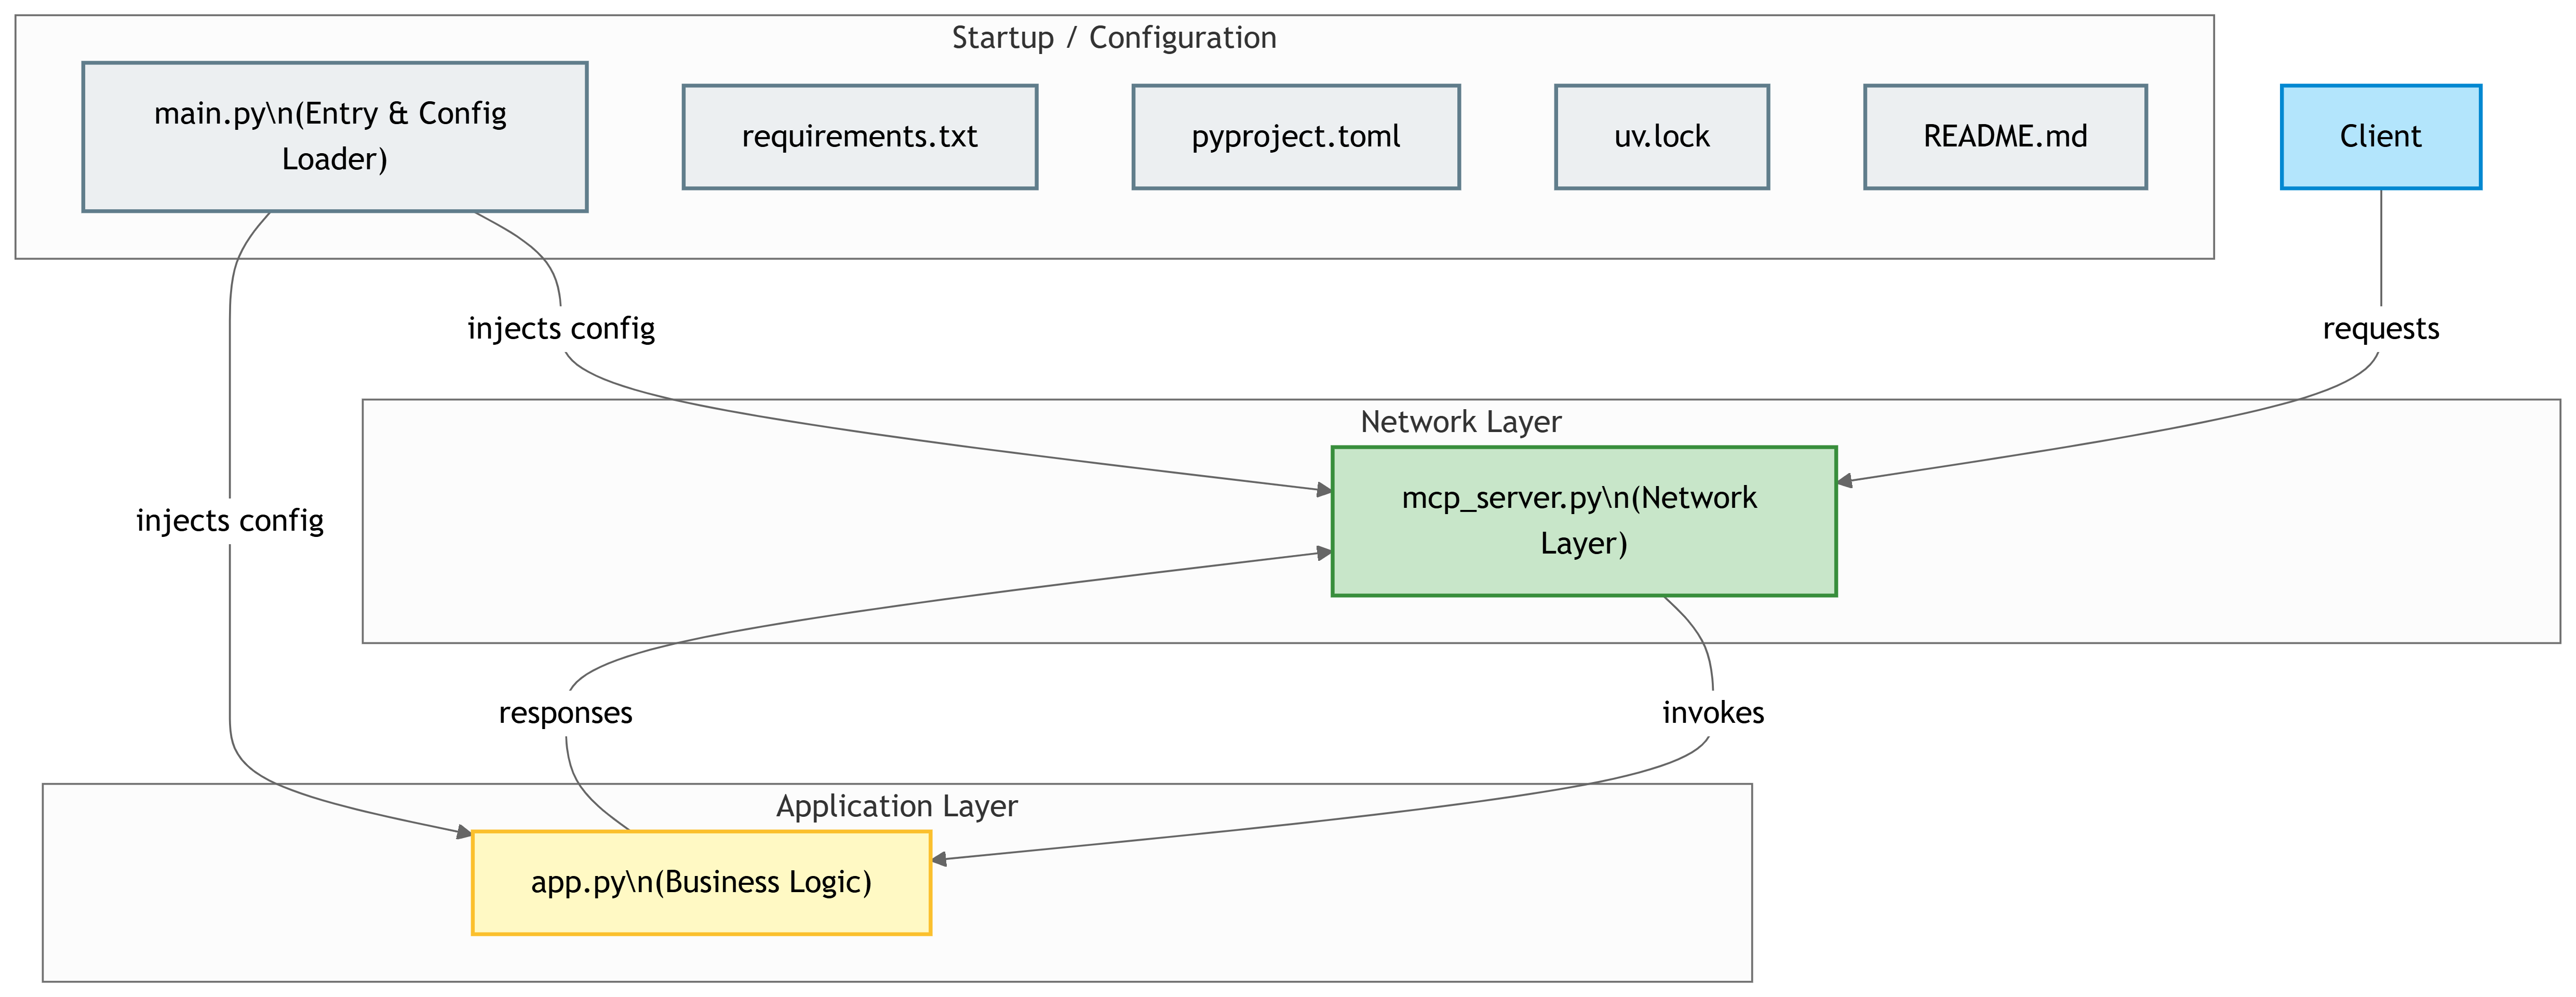 Startup / Configuration
main.py\n(Entry & Config
Loader)
requirements.txt
pyproject.toml
uv.lock
README.md
Client
injects config
requests
Network Layer
mcp_server.py\n(Network
Layer)
injects config
responses
invokes
Application Layer
app.py\n(Business Logic)